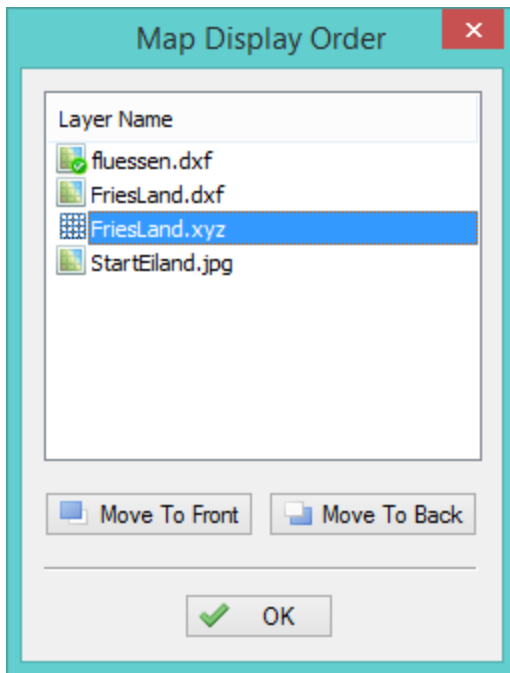 Map Display Order
Layer Name
fluessen.dxf
FriesLand.dxf
FriesLand.xyz
StartEiland.jpg
Move To Front
Move To Back
OK